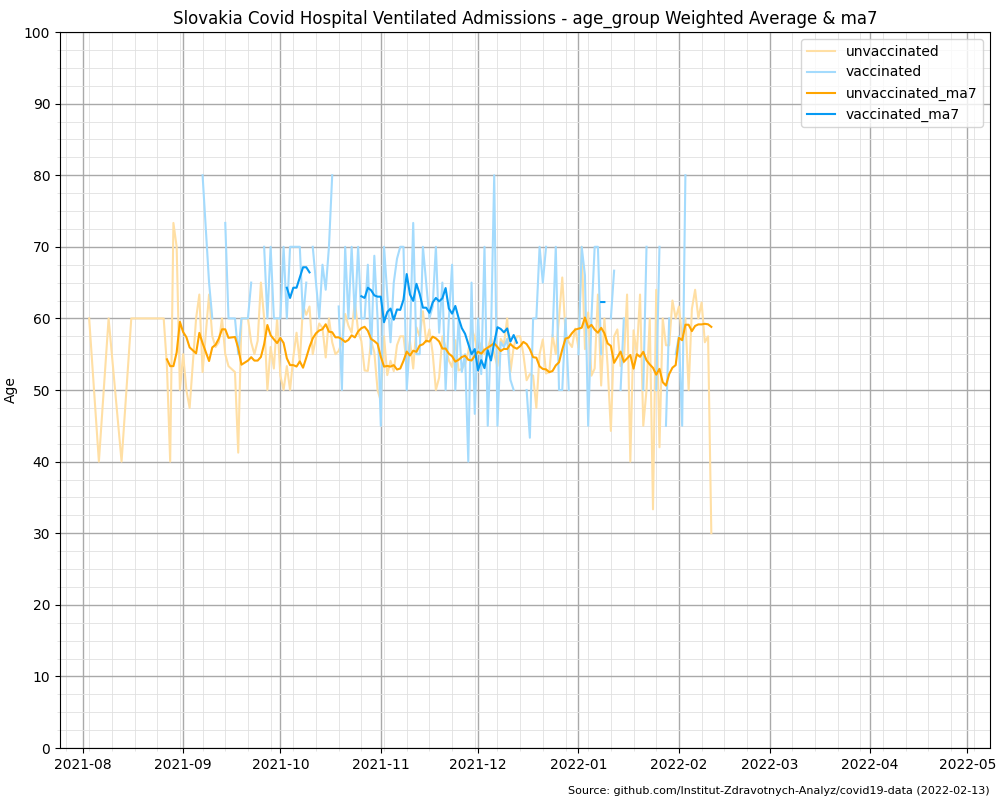 Slovakia Covid Hospital Ventilated Admissions - age_group Weighted Average & ma7
unvaccinated
vaccinated
unvaccinated_ma7
vaccinated_ma7
Age
100
90
80
70
60
50
40
30
20
10
0
2021-08 2021-09 2021-10 2021-11 2021-12 2022-01 2022-02 2022-03 2022-04 2022-05
Source: github.com/Institut-Zdravotnych-Analyz/covid19-data (2022-02-13)